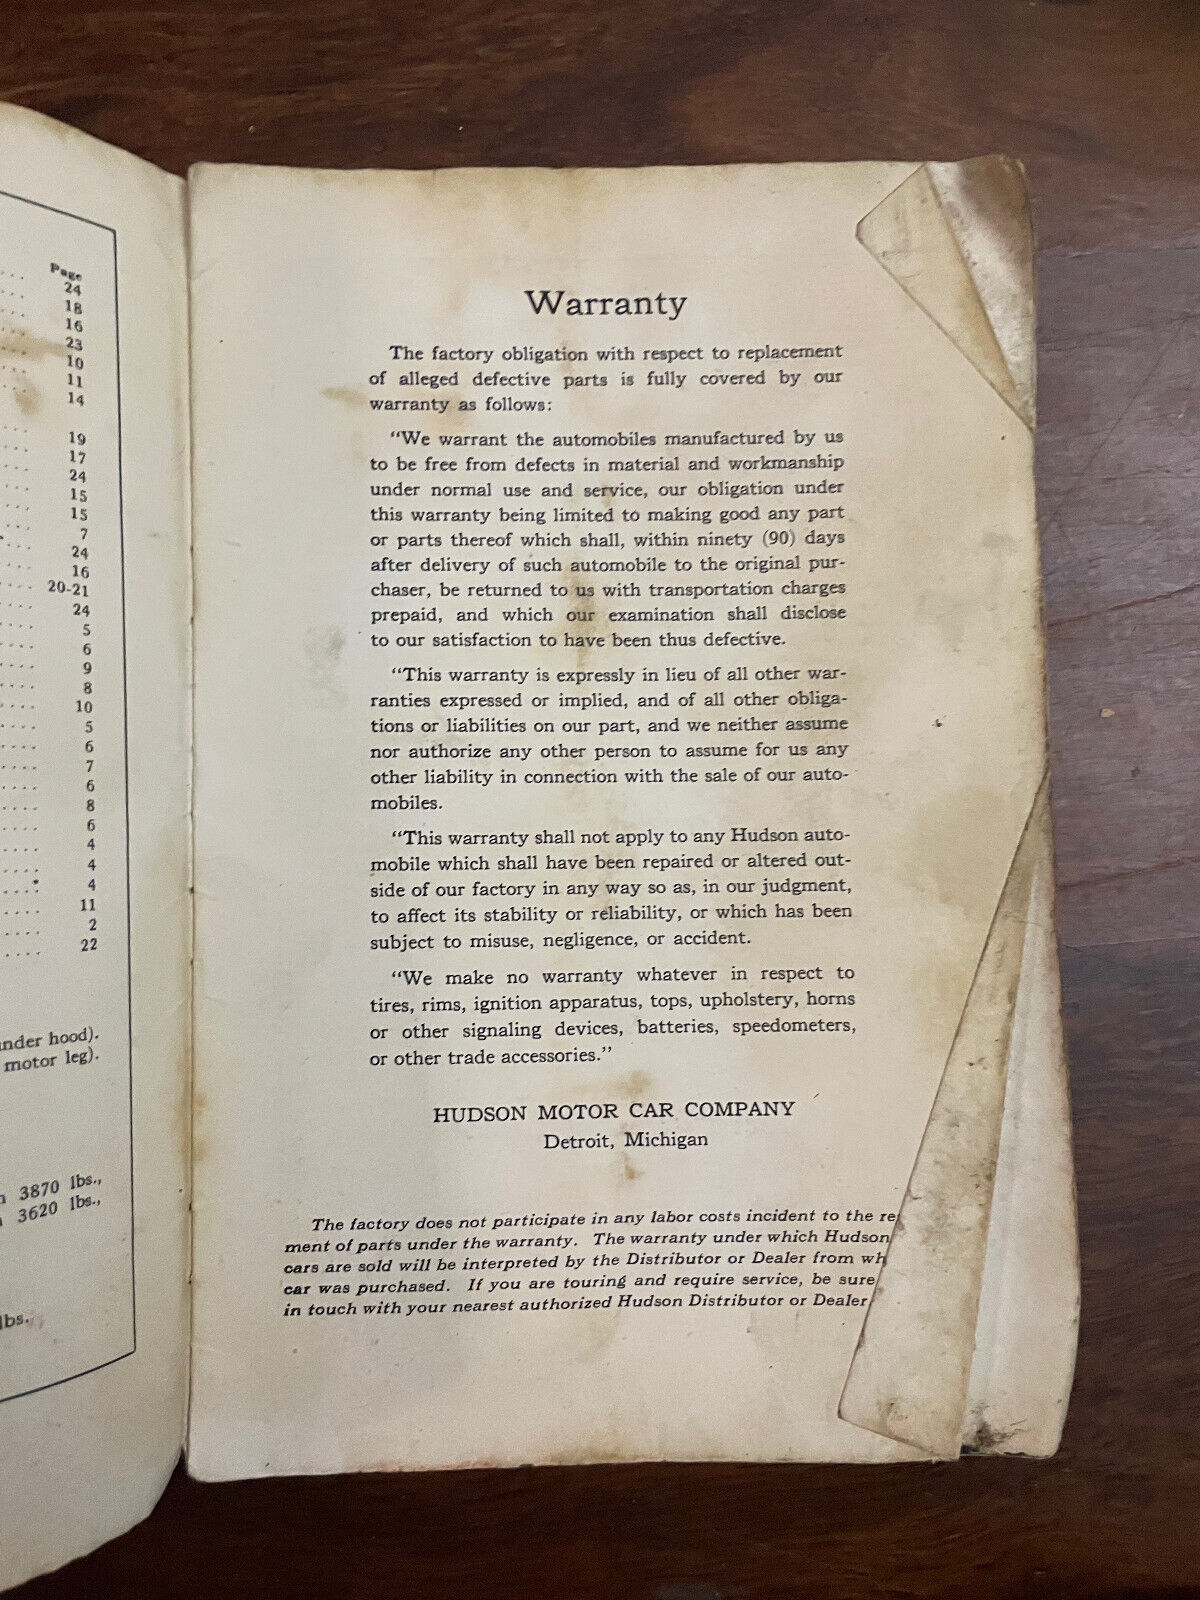 Page
24
18
16
23
10
11
14
19
17
24
15
15
7
24
16
20-21
24
5
6
9
8
10
5
6
7
6
8
6
4
4
4
11
2
22
under hood).
motor leg).
3870 lbs.,
3620 lbs.,
lbs.
Warranty
The factory obligation with respect to replacement
of alleged defective parts is fully covered by our
warranty as follows:
"We warrant the automobiles manufactured by us
to be free from defects in material and workmanship
under normal use and service, our obligation under
this warranty being limited to making good any part
or parts thereof which shall, within ninety (90) days
after delivery of such automobile to the original pur-
chaser, be returned to us with transportation charges
prepaid, and which our examination shall disclose
to our satisfaction to have been thus defective.
"This warranty is expressly in lieu of all other war-
ranties expressed or implied, and of all other obliga-
tions or liabilities on our part, and we neither assume
nor authorize any other person to assume for us any
other liability in connection with the sale of our auto-
mobiles.
"This warranty shall not apply to any Hudson auto-
mobile which shall have been repaired or altered out-
side of our factory in any way so as, in our judgment,
to affect its stability or reliability, or which has been
subject to misuse, negligence, or accident.
"We make no warranty whatever in respect to
tires, rims, ignition apparatus, tops, upholstery, horns
or other signaling devices, batteries, speedometers,
or other trade accessories."
HUDSON MOTOR CAR COMPANY
Detroit, Michigan
The factory does not participate in any labor costs incident to the re
ment of parts under the warranty. The warranty under which Hudson
cars are sold will be interpreted by the Distributor or Dealer from wh
car was purchased. If you are touring and require service, be sure
in touch with your nearest authorized Hudson Distributor or Dealer